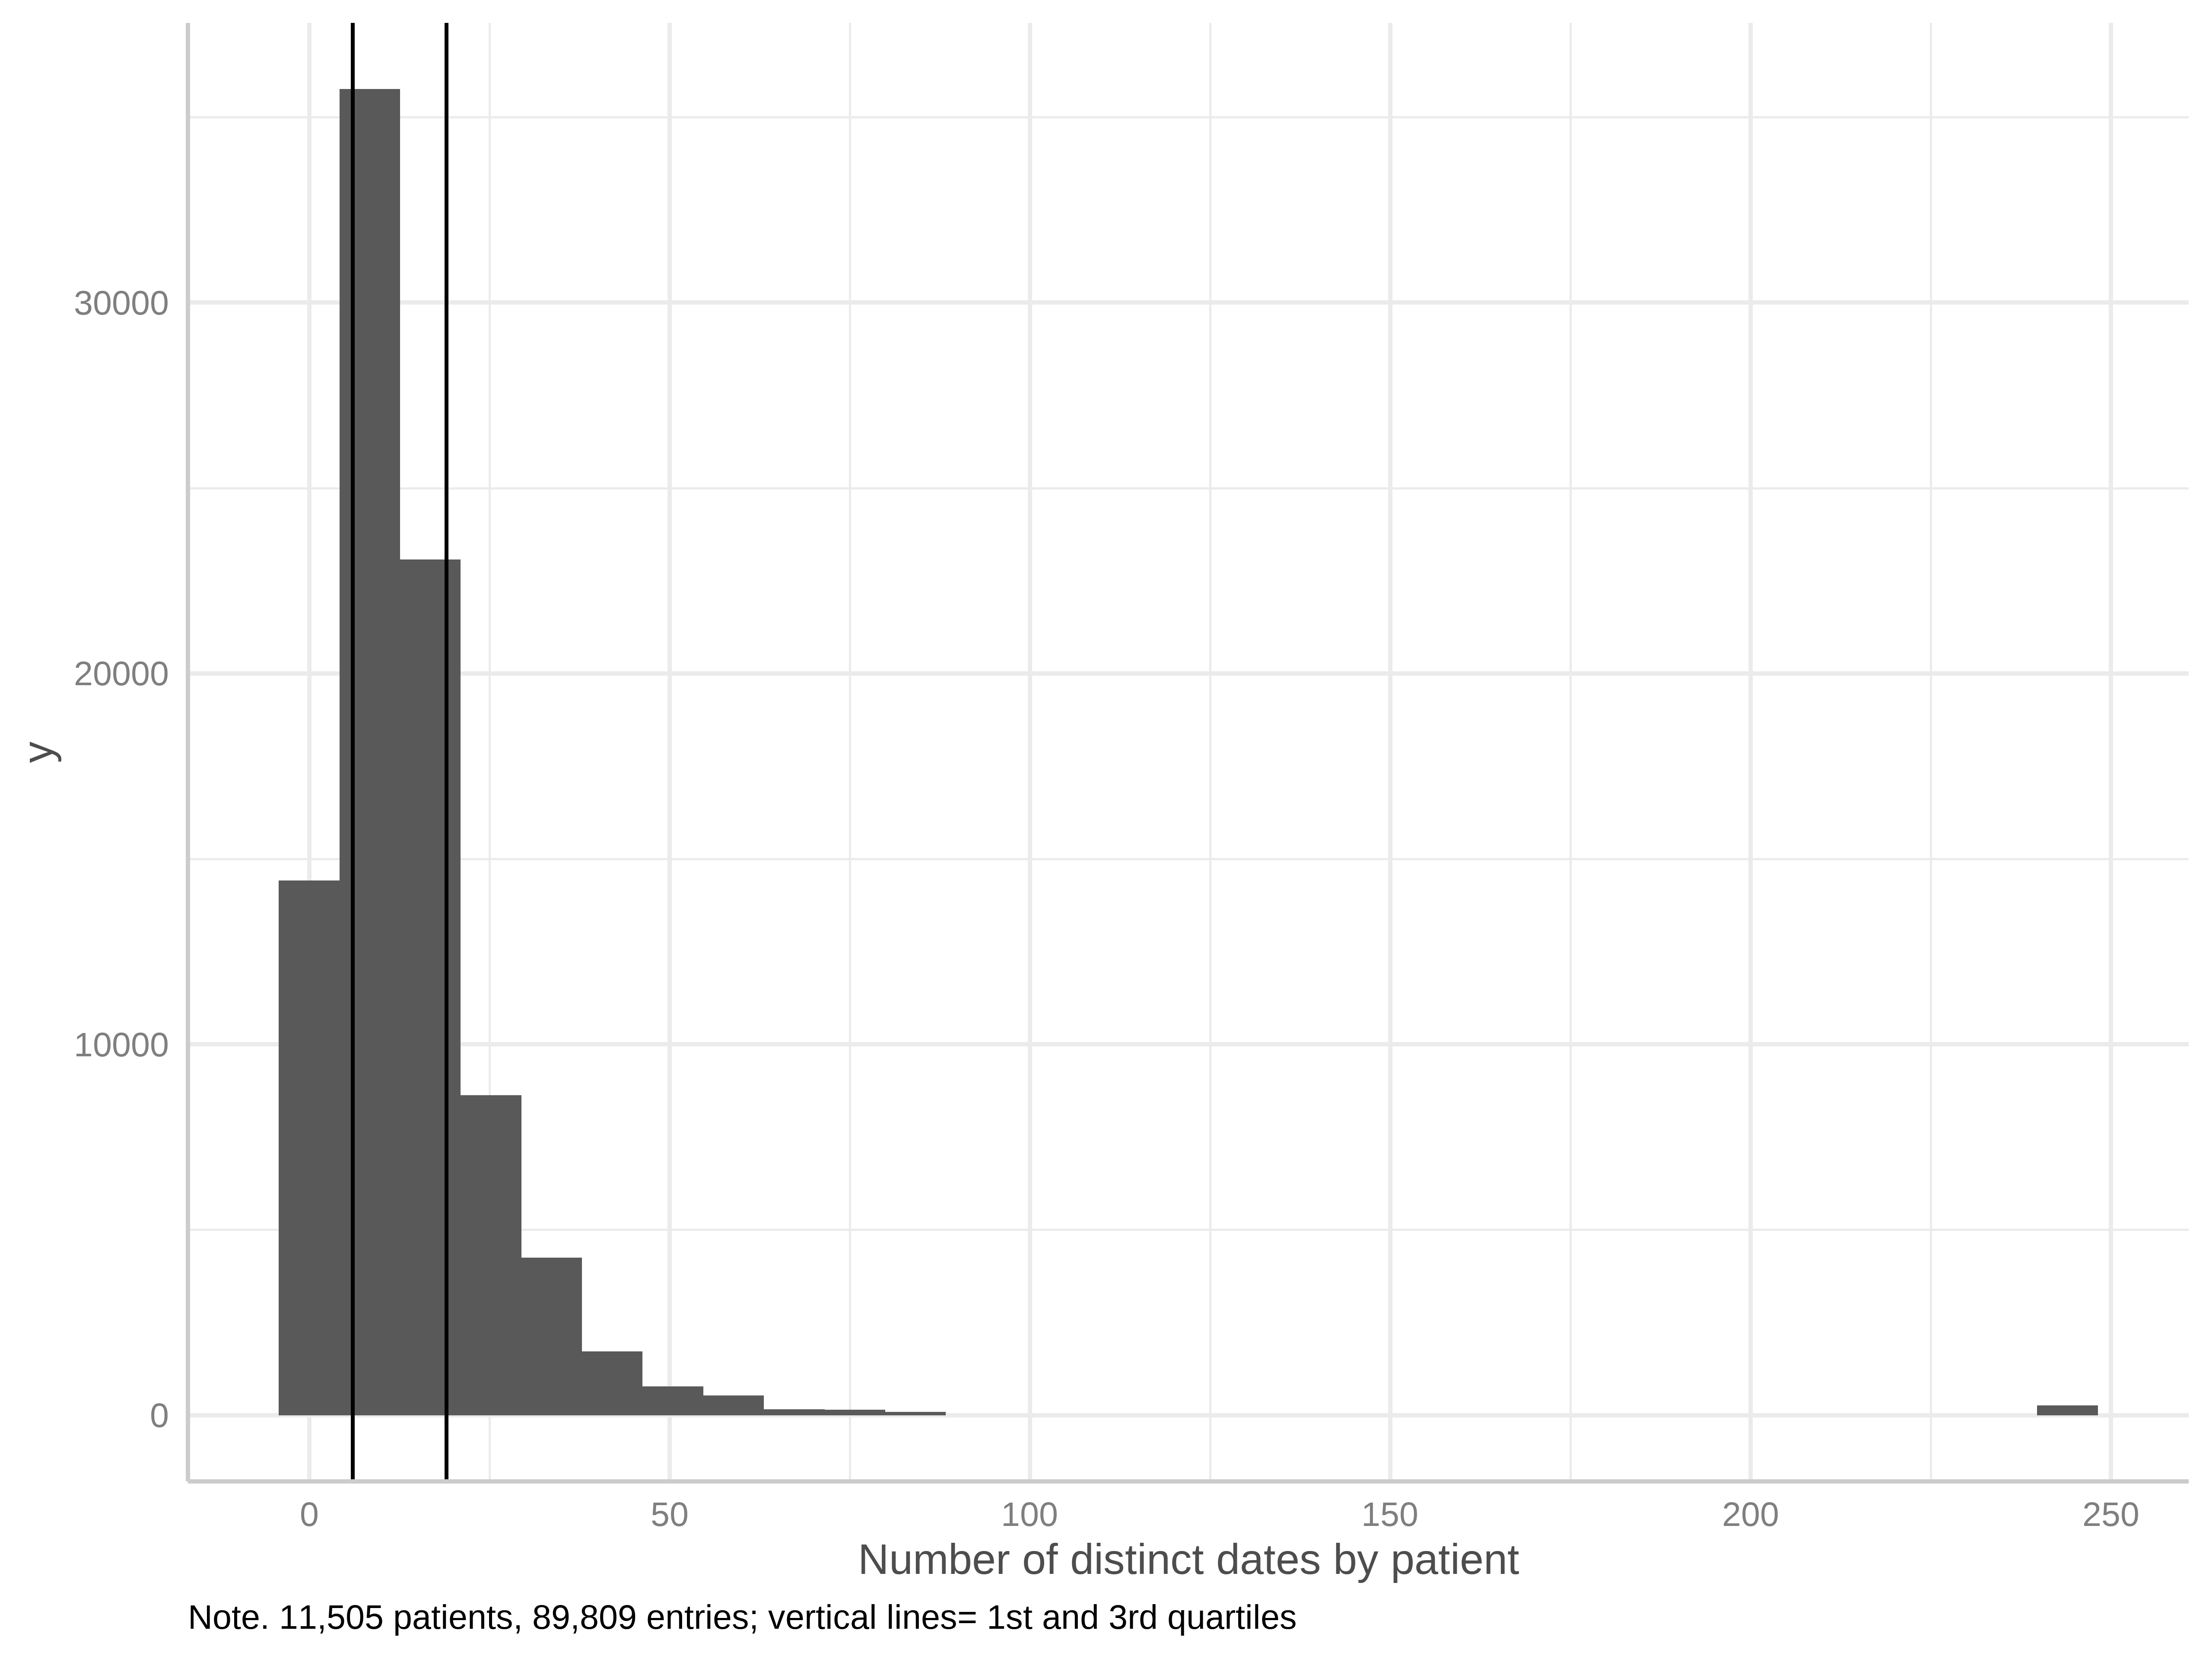 30000
20000
y
10000
0
0 50 100 150 200 250
Number of distinct dates by patient
Note. 11,505 patients, 89,809 entries; vertical lines= 1st and 3rd quartiles